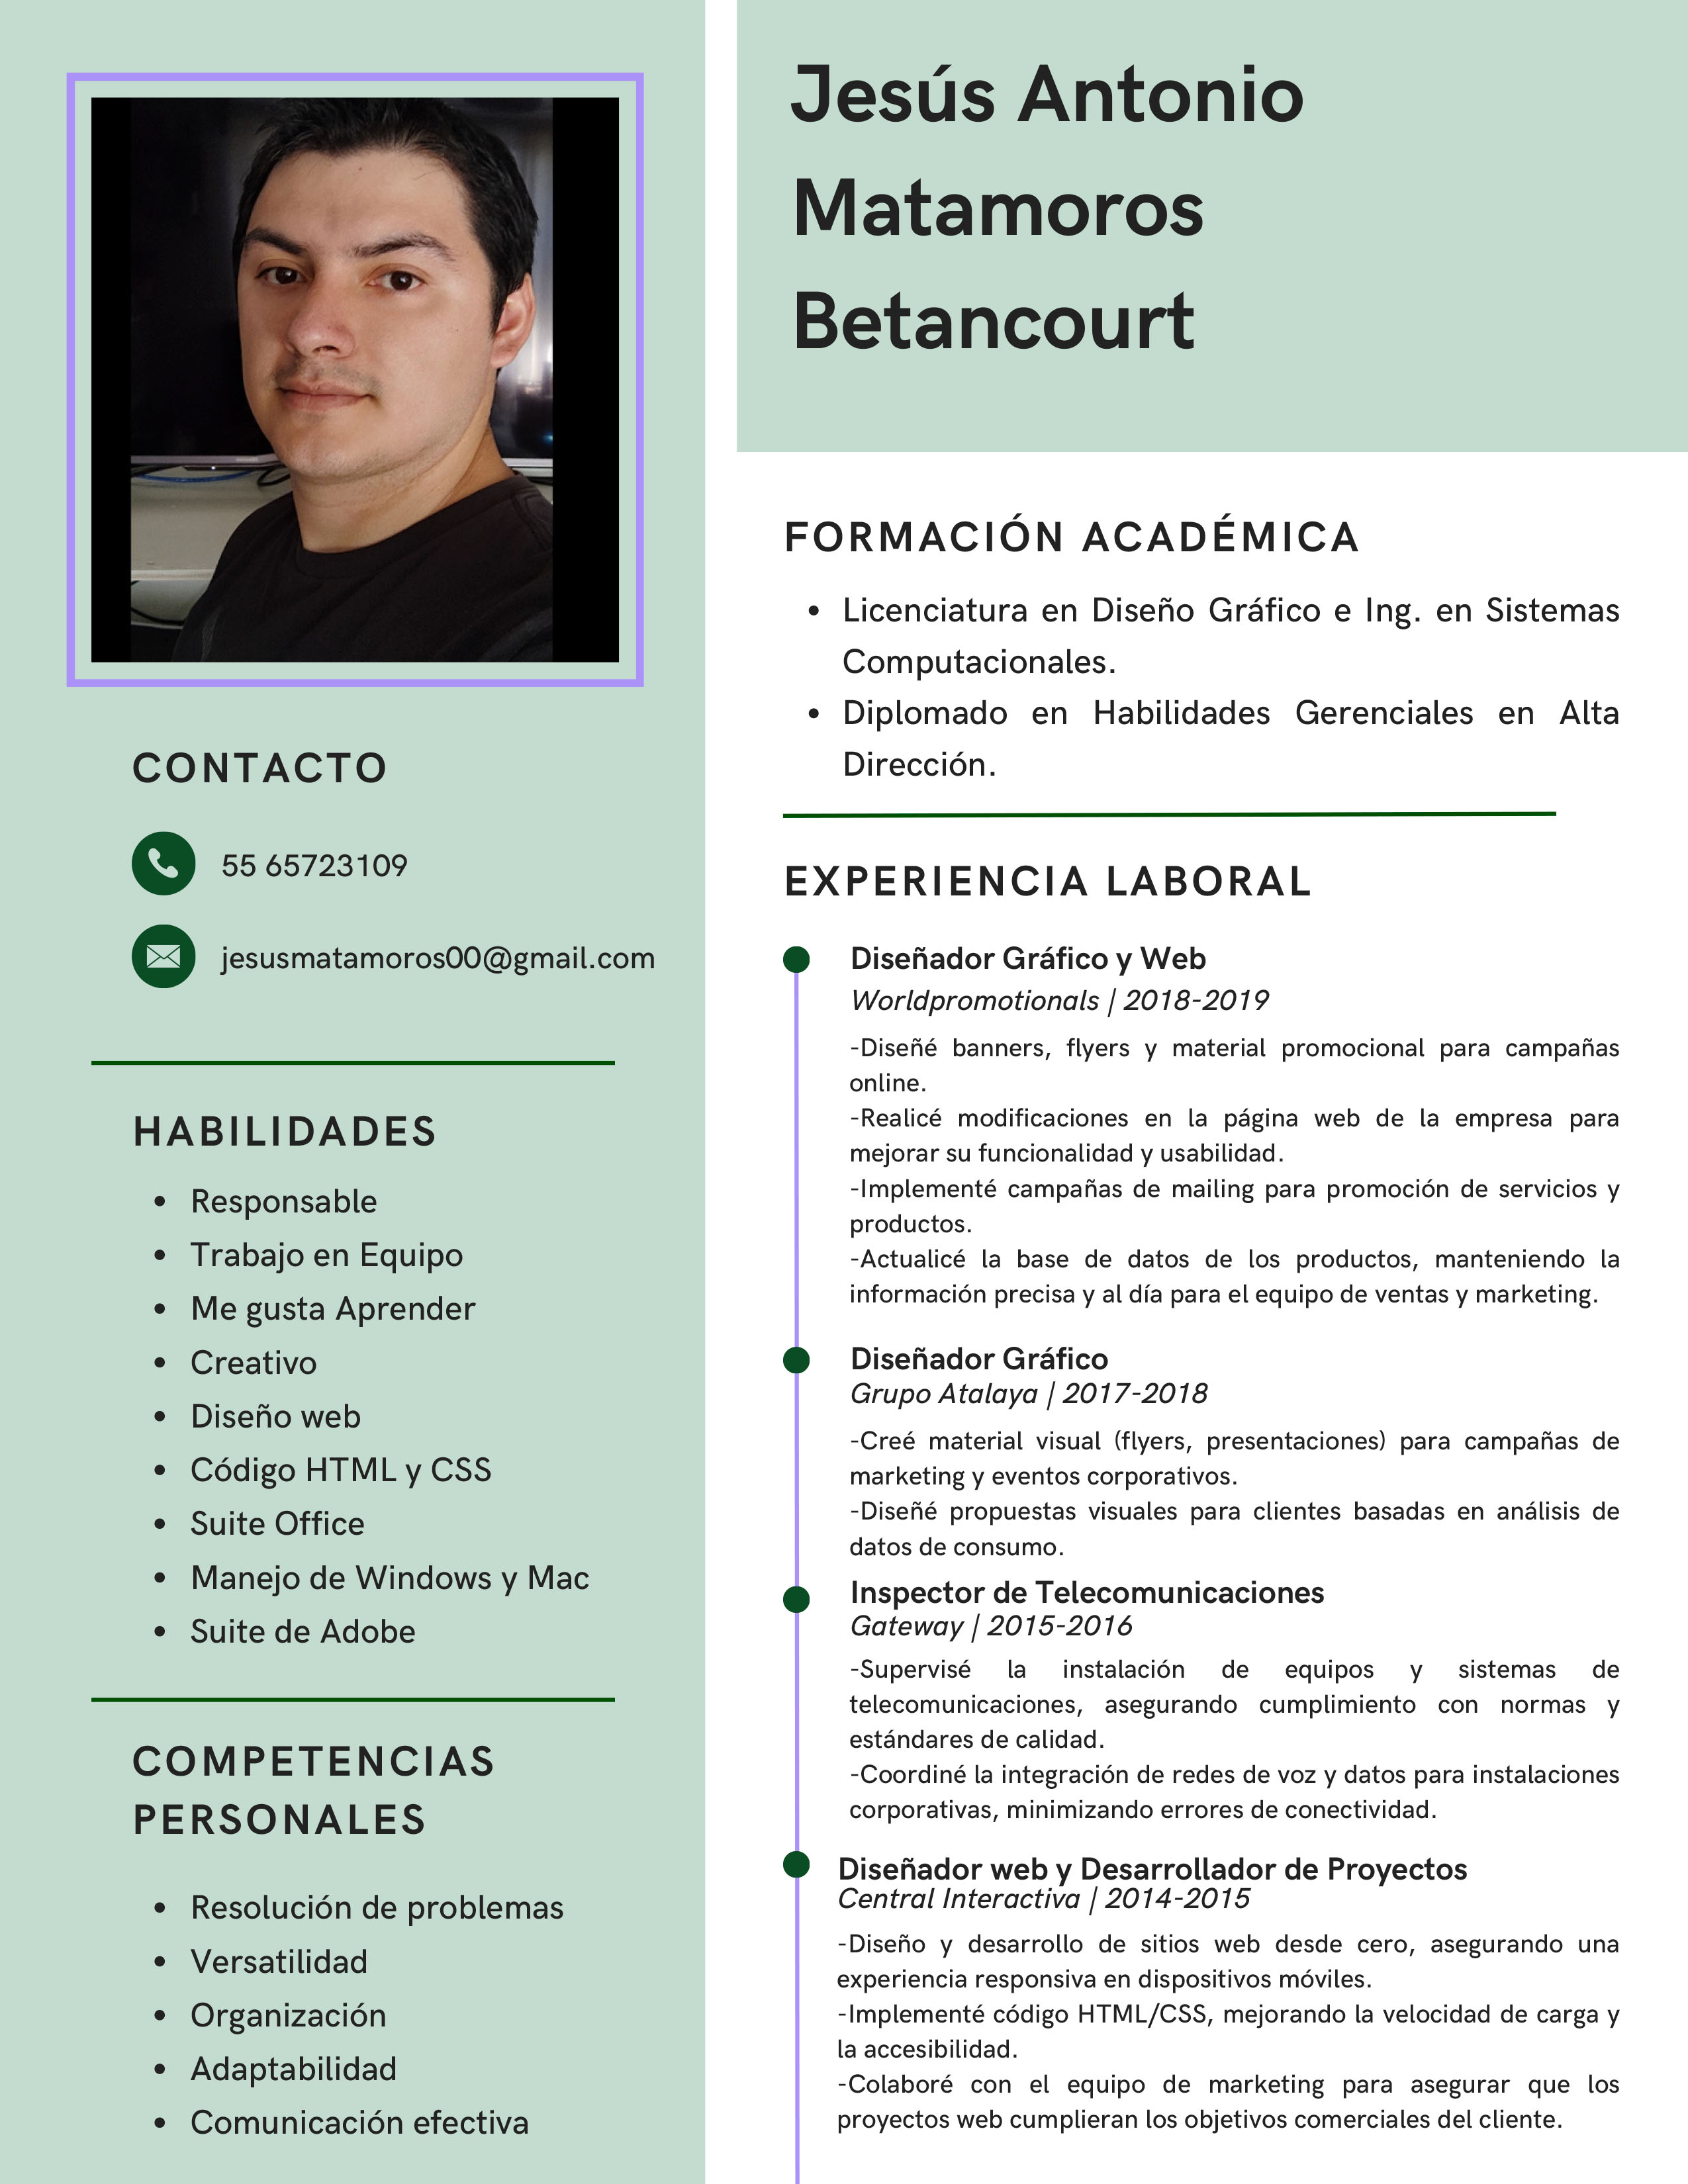 Jesús Antonio
Matamoros
Betancourt
CONTACTO
55 65723109
jesusmatamoros00@gmail.com
HABILIDADES
• Responsable
• Trabajo en Equipo
• Me gusta Aprender
• Creativo
• Diseño web
• Código HTML y CSS
• Suite Office
• Manejo de Windows y Mac
• Suite de Adobe
COMPETENCIAS
PERSONALES
• Resolución de problemas
• Versatilidad
• Organización
• Adaptabilidad
• Comunicación efectiva
FORMACIÓN ACADÉMICA
• Licenciatura en Diseño Gráfico e Ing. en Sistemas
Computacionales.
• Diplomado en Habilidades Gerenciales en Alta
Dirección.
EXPERIENCIA LABORAL
Diseñador Gráfico y Web
Worldpromotionals | 2018-2019
-Diseñé banners, flyers y material promocional para campañas
online.
-Realicé modificaciones en la página web de la empresa para
mejorar su funcionalidad y usabilidad.
-Implementé campañas de mailing para promoción de servicios y
productos.
-Actualicé la base de datos de los productos, manteniendo la
información precisa y al día para el equipo de ventas y marketing.
Diseñador Gráfico
Grupo Atalaya | 2017-2018
-Creé material visual (flyers, presentaciones) para campañas de
marketing y eventos corporativos.
-Diseñé propuestas visuales para clientes basadas en análisis de
datos de consumo.
Inspector de Telecomunicaciones
Gateway | 2015-2016
-Supervisé la instalación de equipos y sistemas de
telecomunicaciones, asegurando cumplimiento con normas y
estándares de calidad.
-Coordiné la integración de redes de voz y datos para instalaciones
corporativas, minimizando errores de conectividad.
Diseñador web y Desarrollador de Proyectos
Central Interactiva | 2014-2015
-Diseño y desarrollo de sitios web desde cero, asegurando una
experiencia responsiva en dispositivos móviles.
-Implementé código HTML/CSS, mejorando la velocidad de carga y
la accesibilidad.
-Colaboré con el equipo de marketing para asegurar que los
proyectos web cumplieran los objetivos comerciales del cliente.